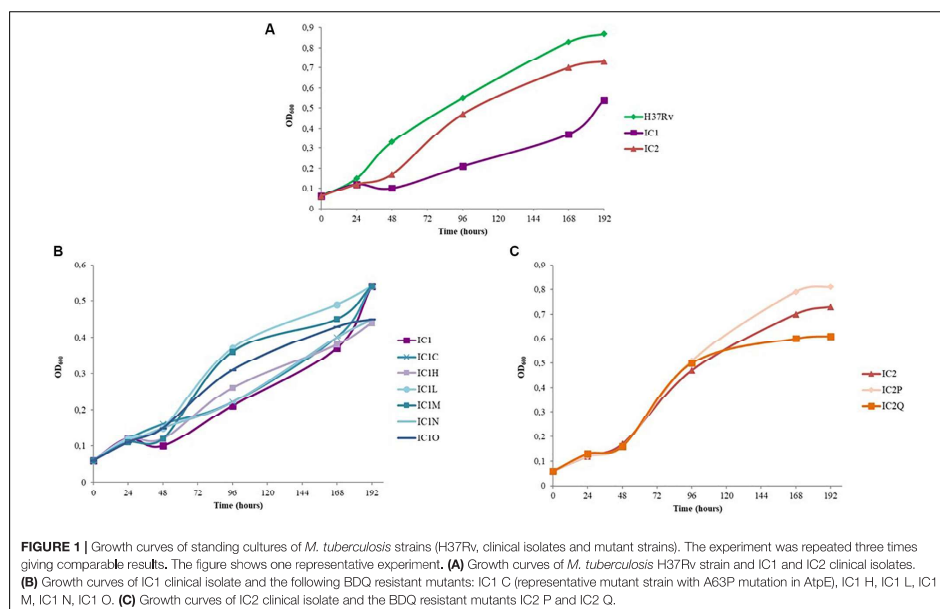 A
OD600
1
0,9
0,8
0,7
0,6
0,5
0,4
0,3
0,2
0,1
0
0 24 48 72 96 120 144 168 192
Time (hours)
H37Rv
IC1
IC2
B
OD600
0,6
0,5
0,4
0,3
0,2
0,1
0
0 24 48 72 96 120 144 168 192
Time (hours)
IC1
IC1C
IC1H
IC1L
IC1M
IC1N
IC1O
C
OD600
0,9
0,8
0,7
0,6
0,5
0,4
0,3
0,2
0,1
0
0 24 48 72 96 120 144 168 192
Time (hours)
IC2
IC2P
IC2Q
FIGURE 1 | Growth curves of standing cultures of M. tuberculosis strains (H37Rv, clinical isolates and mutant strains). The experiment was repeated three times
giving comparable results. The figure shows one representative experiment. (A) Growth curves of M. tuberculosis H37Rv strain and IC1 and IC2 clinical isolates.
(B) Growth curves of IC1 clinical isolate and the following BDQ resistant mutants: IC1 C (representative mutant strain with A63P mutation in AtpE), IC1 H, IC1 L, IC1
M, IC1 N, IC1 O. (C) Growth curves of IC2 clinical isolate and the BDQ resistant mutants IC2 P and IC2 Q.